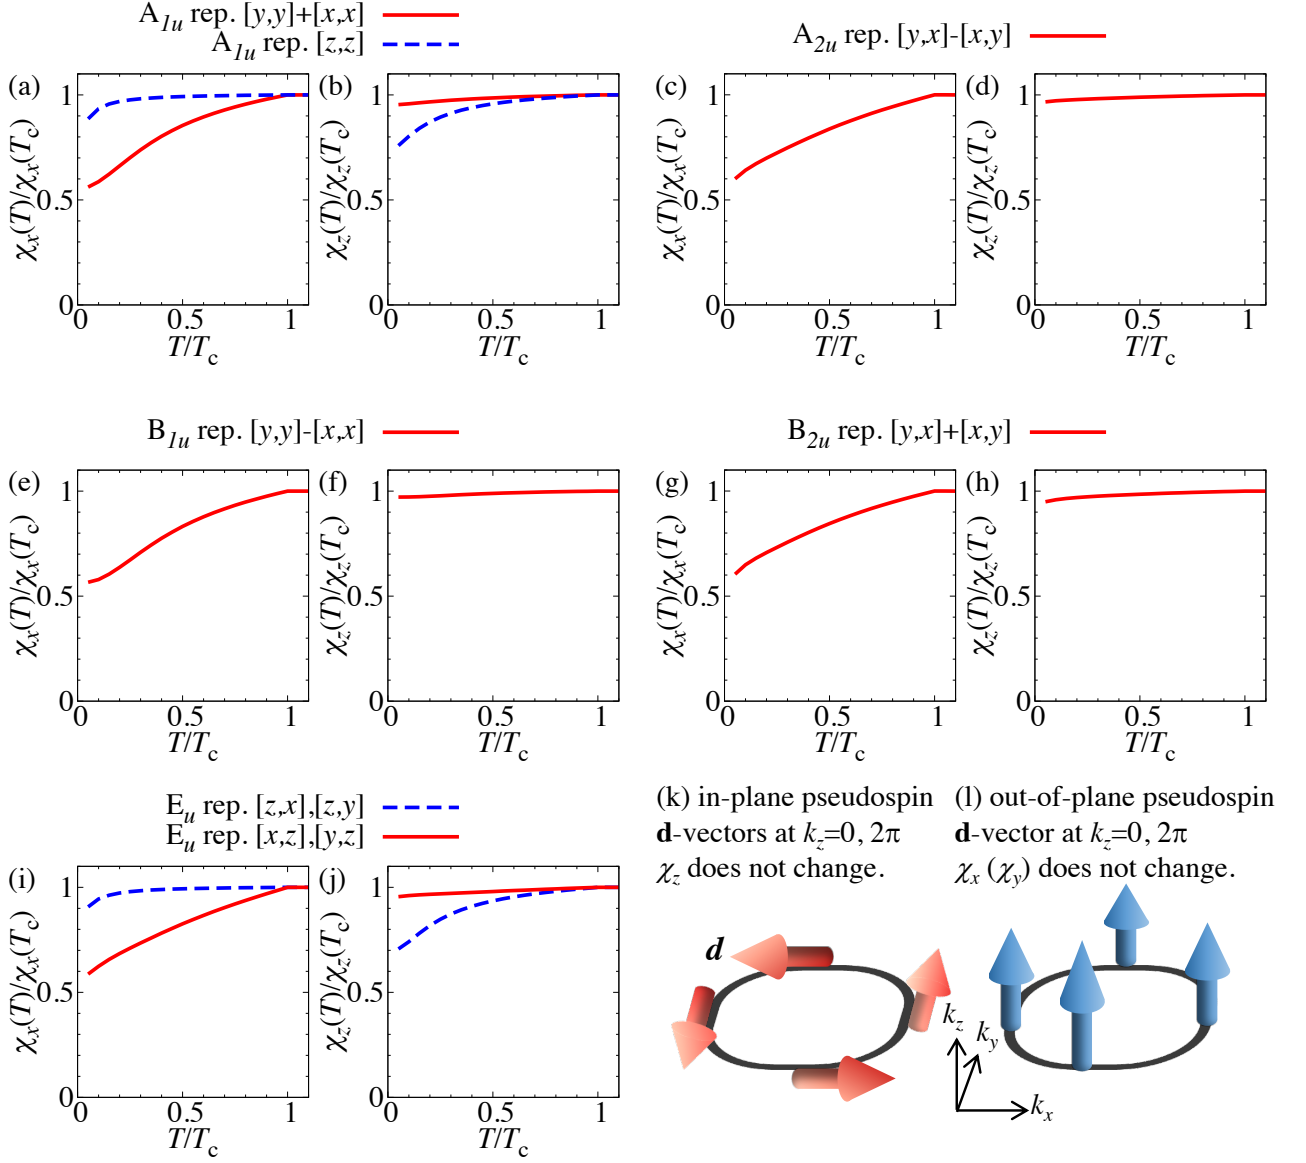 A1u rep. [y,y]+[x,x]
A1u rep. [z,z]
A2u rep. [y,x]-[x,y]
(a)
χx(T)/χx(Tc)
1
0.5
0
0
0.5
1
T/Tc
(b)
χz(T)/χz(Tc)
1
0.5
0
0
0.5
1
T/Tc
(c)
χx(T)/χx(Tc)
1
0.5
0
0
0.5
1
T/Tc
(d)
χz(T)/χz(Tc)
1
0.5
0
0
0.5
1
T/Tc
B1u rep. [y,y]-[x,x]
B2u rep. [y,x]+[x,y]
(e)
χx(T)/χx(Tc)
1
0.5
0
0
0.5
1
T/Tc
(f)
χz(T)/χz(Tc)
1
0.5
0
0
0.5
1
T/Tc
(g)
χx(T)/χx(Tc)
1
0.5
0
0
0.5
1
T/Tc
(h)
χz(T)/χz(Tc)
1
0.5
0
0
0.5
1
T/Tc
Eu rep. [z,x],[z,y]
Eu rep. [x,z],[y,z]
(i)
χx(T)/χx(Tc)
1
0.5
0
0
0.5
1
T/Tc
(j)
χz(T)/χz(Tc)
1
0.5
0
0
0.5
1
T/Tc
(k) in-plane pseudospin
d-vectors at kz=0, 2π
χz does not change.
d
(l) out-of-plane pseudospin
d-vector at kz=0, 2π
χx (χy) does not change.
kz
ky
kx